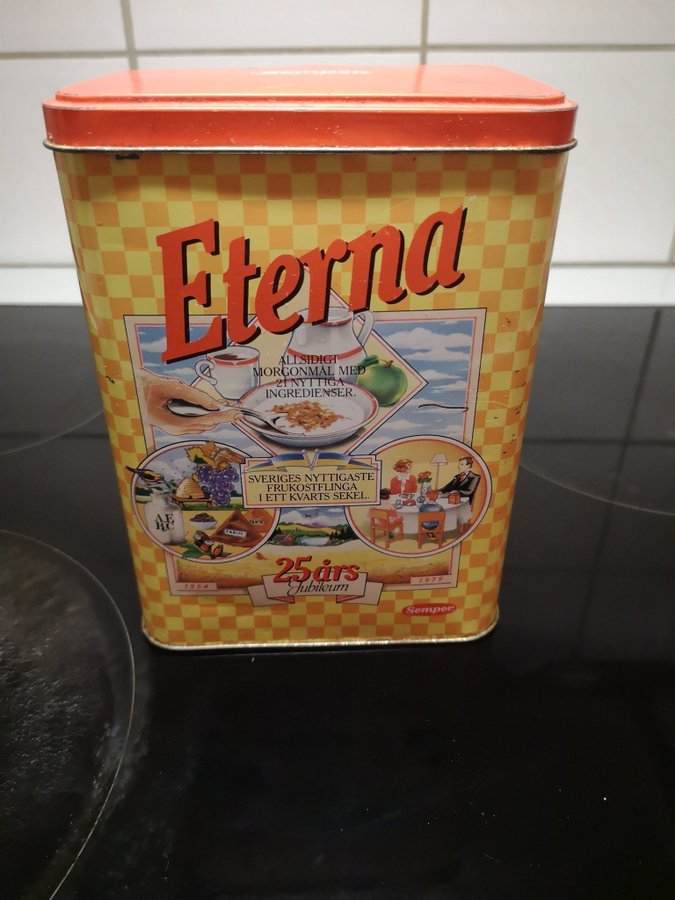 Semper
Eterna
ALLSIDIGT
MORGONMÅL MED
21 NYTTIGA
INGREDIENSER.
SVERIGES NYTTIGASTE
FRUKOSTFLINGA
I ETT KVARTS SEKEL.
25 års
Jubileum
1954
1979
Semper